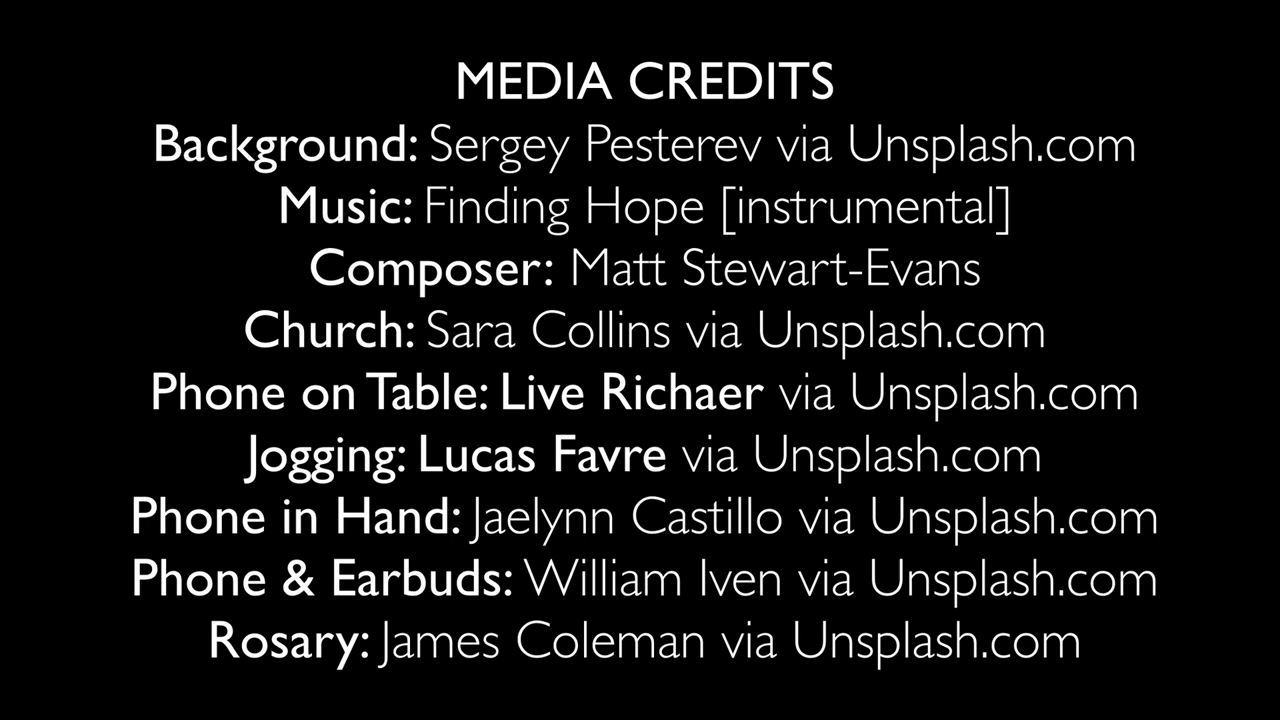 MEDIA CREDITS
Background: Sergey Pesterev via Unsplash.com
Music: Finding Hope [instrumental]
Composer: Matt Stewart-Evans
Church: Sara Collins via Unsplash.com
Phone on Table: Live Richaer via Unsplash.com
Jogging: Lucas Favre via Unsplash.com
Phone in Hand: Jaelynn Castillo via Unsplash.com
Phone & Earbuds: William Iven via Unsplash.com
Rosary: James Coleman via Unsplash.com